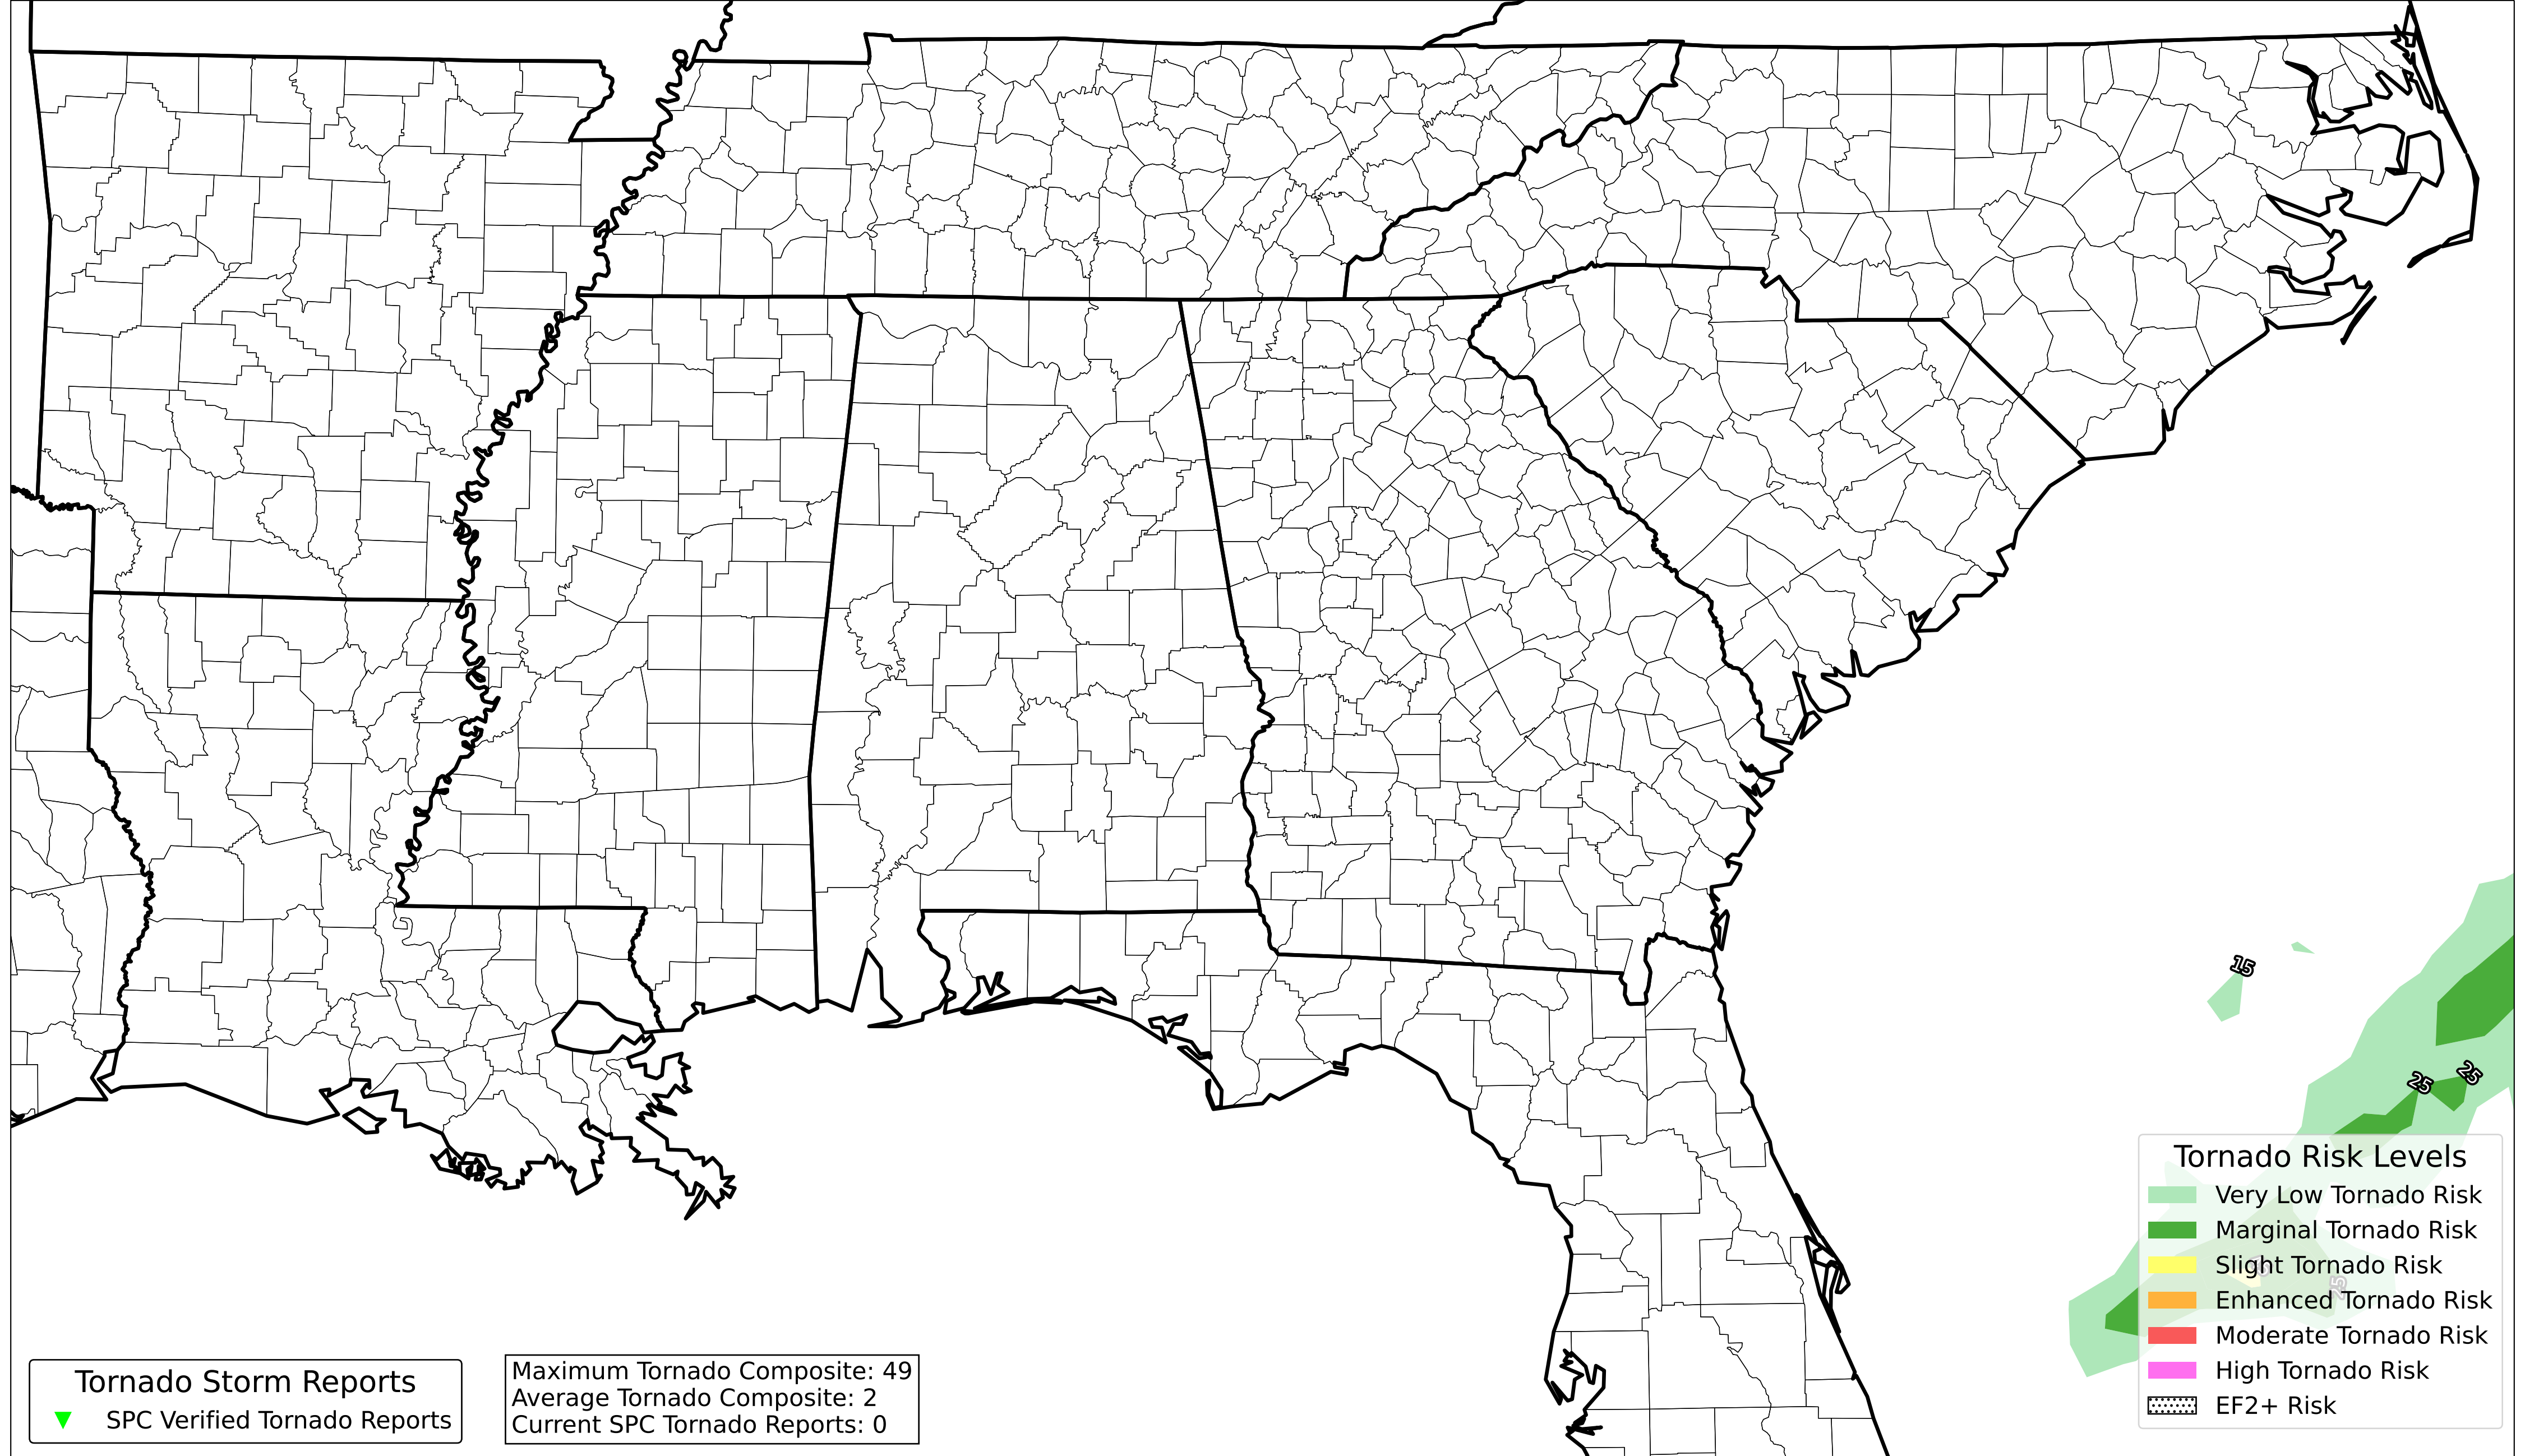 15
25
25
Tornado Risk Levels
Very Low Tornado Risk
Marginal Tornado Risk
Slight Tornado Risk
Enhanced Tornado Risk
25
Moderate Tornado Risk
High Tornado Risk
EF2+ Risk
Tornado Storm Reports
SPC Verified Tornado Reports
Maximum Tornado Composite: 49
Average Tornado Composite: 2
Current SPC Tornado Reports: 0